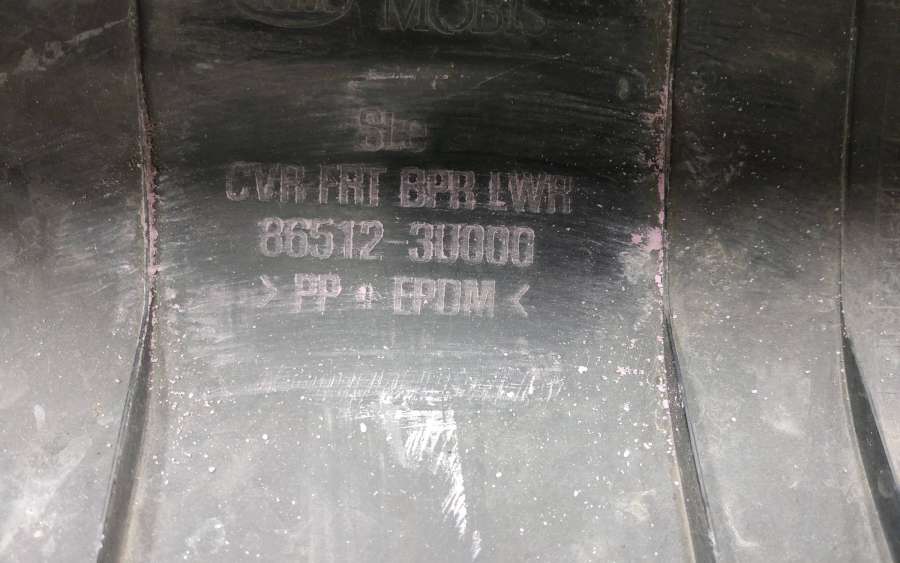 MOBIS
SL
CVR FRT BPR LWR
86512-3U000
> PP + EPDM <